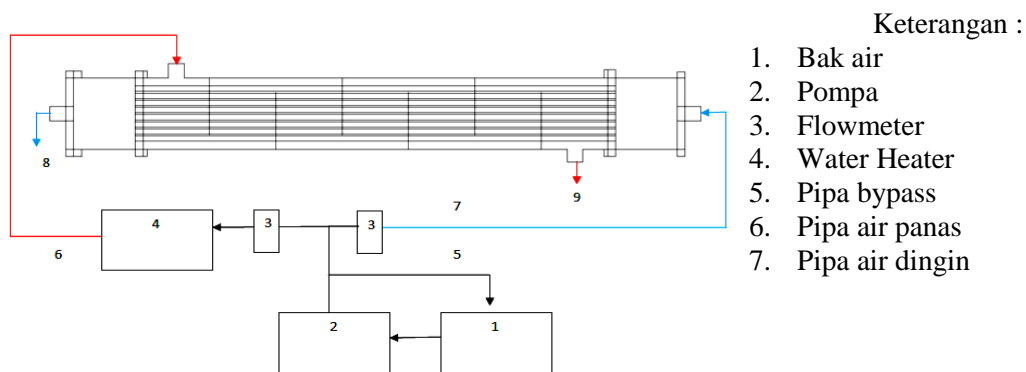 Keterangan :
1. Bak air
2. Pompa
3. Flowmeter
4. Water Heater
5. Pipa bypass
6. Pipa air panas
7. Pipa air dingin
8
9
7
4
3
3
6
5
2
1